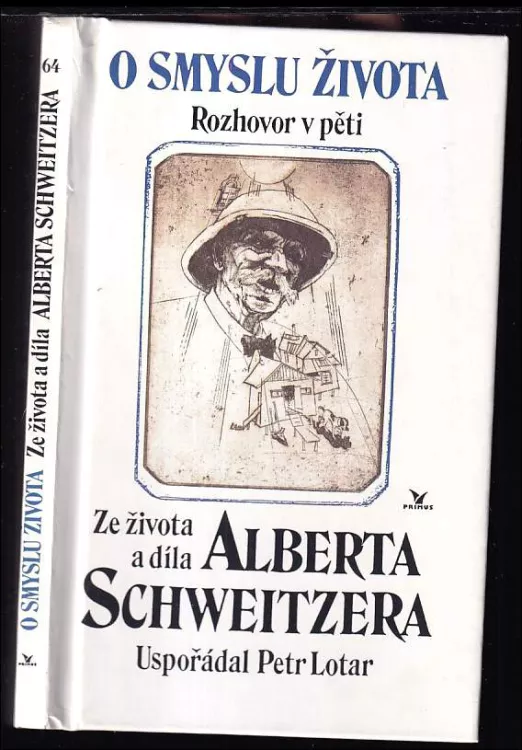 O SMYSLU ŽIVOTA
Rozhovor v pěti
PRIMUS
Ze života
a díla ALBERTA
SCHWEITZERA
Uspořádal Petr Lotar
64
O SMYSLU ŽIVOTA Ze života a díla ALBERTA SCHWEITZERA
PRIMUS